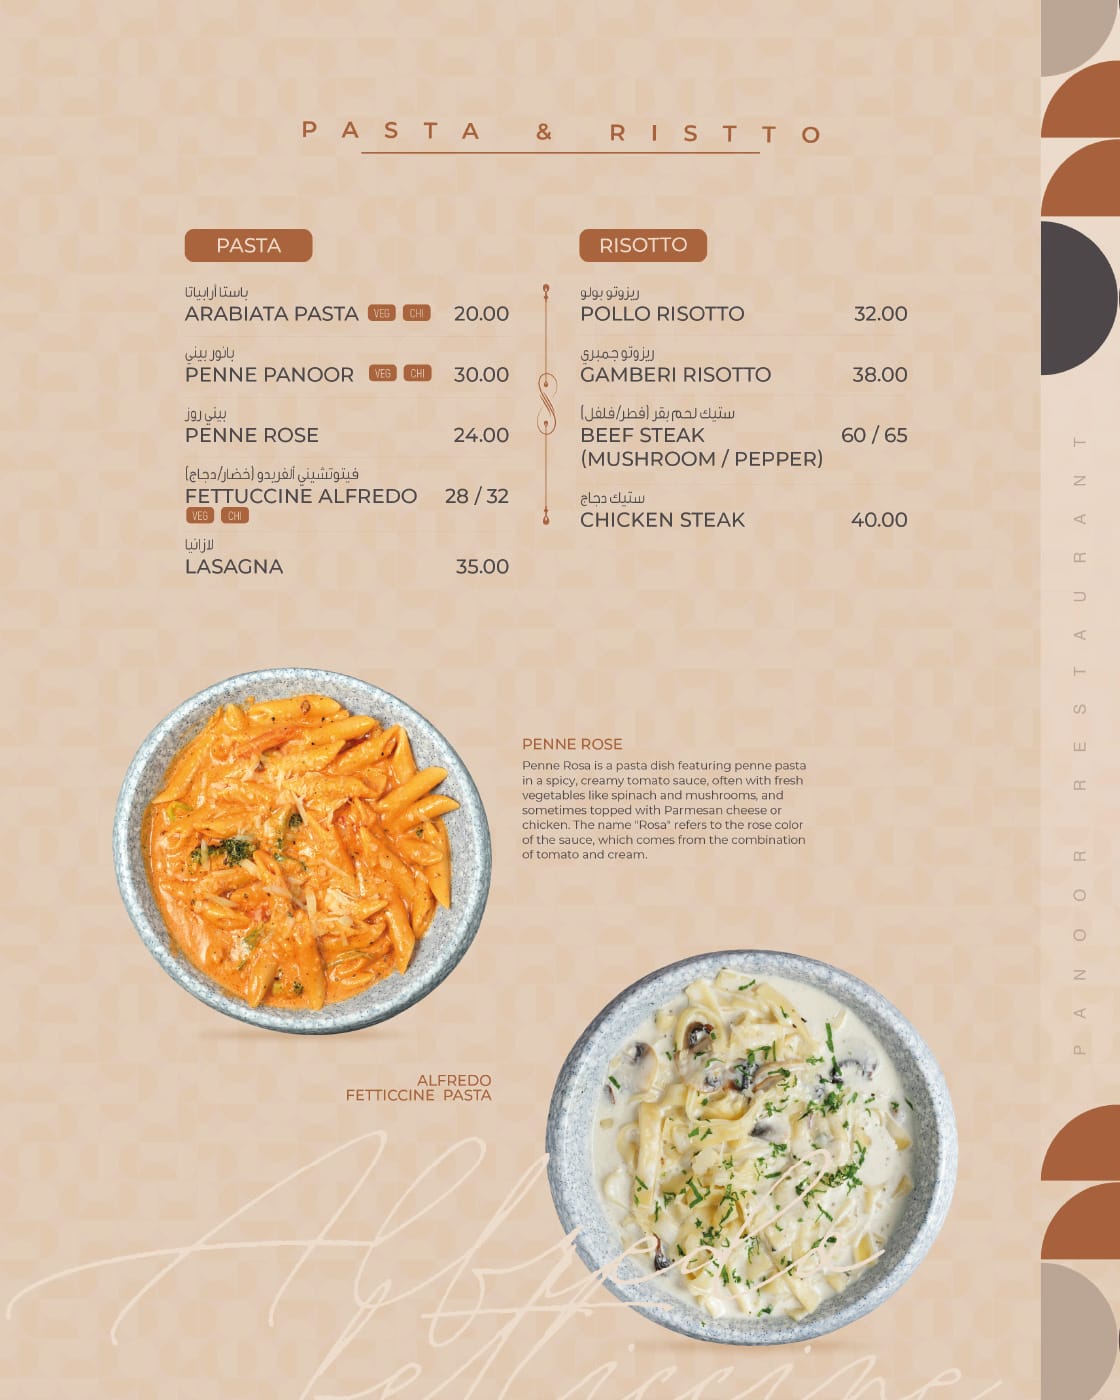 PASTA & RISTTO
PASTA
باستا أرابياتا
ARABIATA PASTA VEG CHI 20.00
بانور بيني
PENNE PANOOR VEG CHI 30.00
بيني روز
PENNE ROSE 24.00
فيتوتشيني ألفريدو (خضار/دجاج)
FETTUCCINE ALFREDO 28 / 32
VEG CHI
لازانيا
LASAGNA 35.00
RISOTTO
ريزوتو بولو
POLLO RISOTTO 32.00
ريزوتو جمبري
GAMBERI RISOTTO 38.00
ستيك لحم بقر (فطر/فلفل)
BEEF STEAK 60 / 65
(MUSHROOM / PEPPER)
ستيك دجاج
CHICKEN STEAK 40.00
PENNE ROSE
Penne Rosa is a pasta dish featuring penne pasta
in a spicy, creamy tomato sauce, often with fresh
vegetables like spinach and mushrooms, and
sometimes topped with Parmesan cheese or
chicken. The name "Rosa" refers to the rose color
of the sauce, which comes from the combination
of tomato and cream.
ALFREDO
FETTICCINE PASTA
Alfredo
Fetticcine
PANOOR RESTAURANT